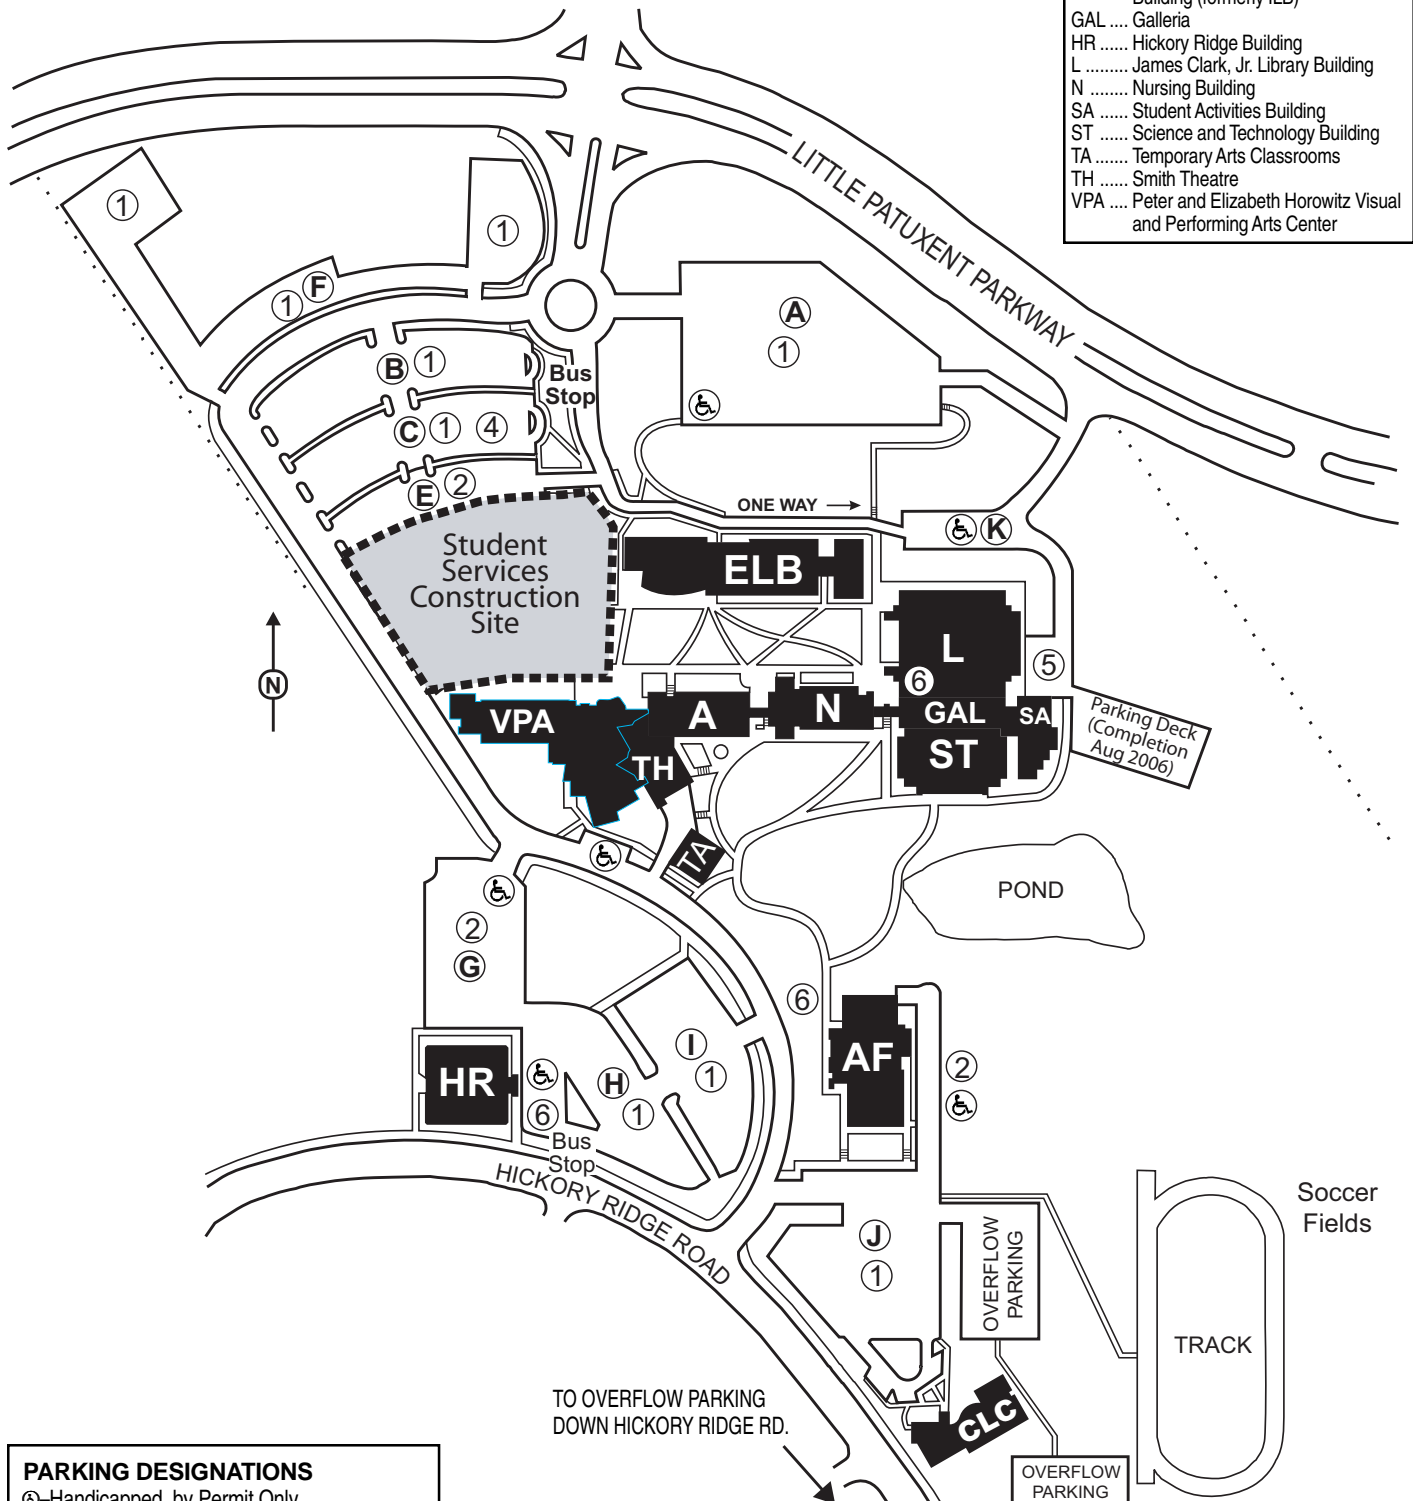 Building (formerly ILB)
GAL .... Galleria
HR ...... Hickory Ridge Building
L ......... James Clark, Jr. Library Building
N ........ Nursing Building
SA ...... Student Activities Building
ST ...... Science and Technology Building
TA ....... Temporary Arts Classrooms
TH ...... Smith Theatre
VPA .... Peter and Elizabeth Horowitz Visual
and Performing Arts Center
LITTLE PATUXENT PARKWAY
1
1
F
1
A
1
B
1
Bus
Stop
C
1
4
E
2
ONE WAY
K
Student
Services
Construction
Site
ELB
N
L
5
6
VPA
A
N
GAL
SA
TH
ST
Parking Deck
(Completion
Aug 2006)
TA
POND
2
G
6
I
1
AF
2
HR
H
1
6
Bus
Stop
HICKORY RIDGE ROAD
J
1
OVERFLOW
PARKING
Soccer
Fields
TRACK
TO OVERFLOW PARKING
DOWN HICKORY RIDGE RD.
CLC
OVERFLOW
PARKING
PARKING DESIGNATIONS
–Handicapped, by Permit Only